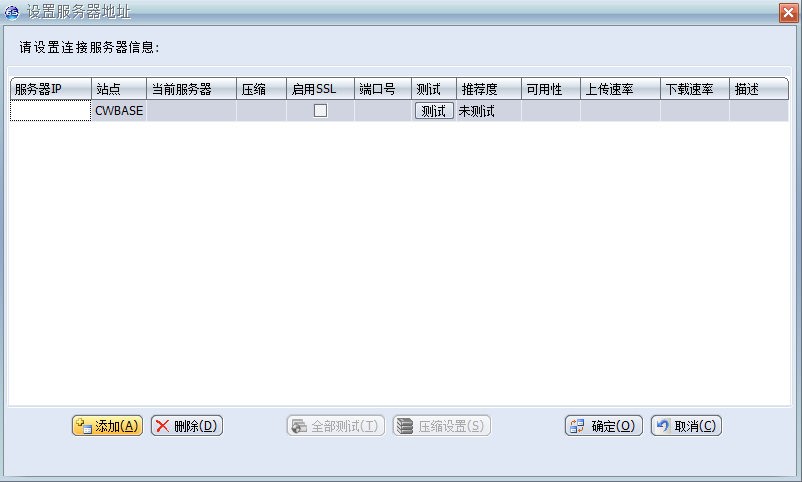 设置服务器地址
请设置连接服务器信息:
服务器IP 站点 当前服务器 压缩 启用SSL 端口号 测试 推荐度 可用性 上传速率 下载速率 描述
CWBASE 测试 未测试
添加(A) 删除(D) 全部测试(T) 压缩设置(S) 确定(O) 取消(C)